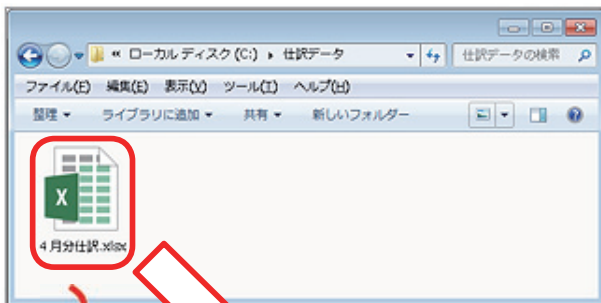 « ローカル ディスク (C:) ▸ 仕訳データ
仕訳データの検索
ファイル(F) 編集(E) 表示(V) ツール(T) ヘルプ(H)
整理 ▼ ライブラリに追加 ▼ 共有 ▼ 新しいフォルダー
X
4月分仕訳.xlsx